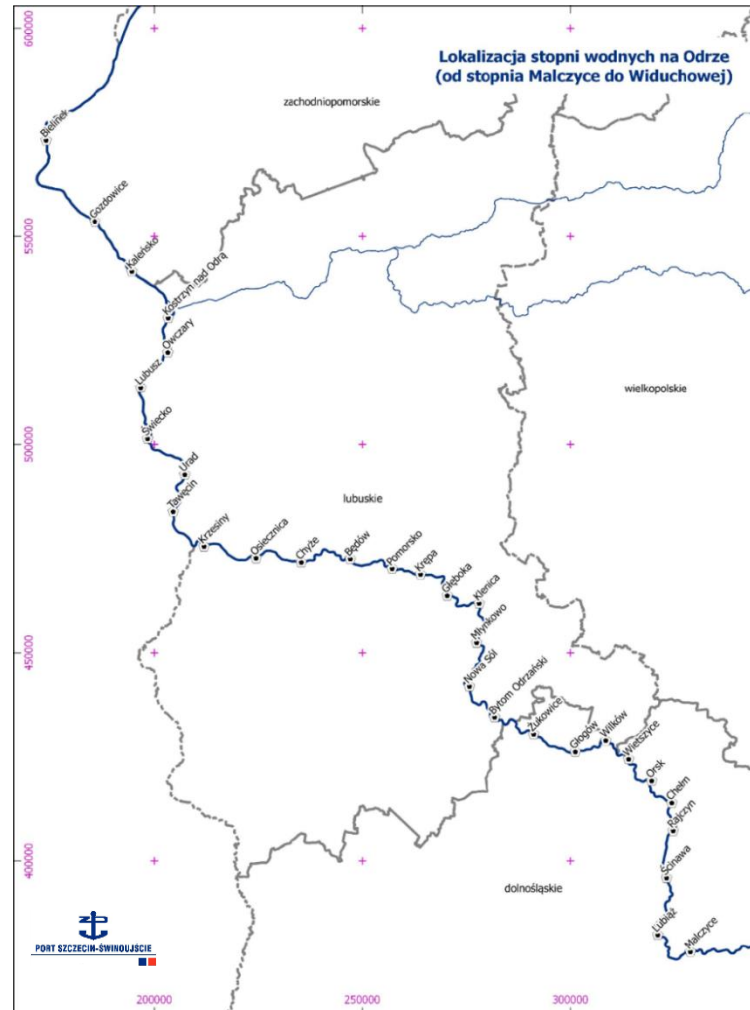 600000
Lokalizacja stopni wodnych na Odrze
(od stopnia Malczyce do Widuchowej)
zachodniopomorskie
Bielinek
Gozdowice
550000
Kaleńsko
Kostrzyn nad Odrą
Owczary
Lubusz
wielkopolskie
Świecko
500000
Urad
lubuskie
Tawęcin
Krzesiny
Osiecznica
Chyże
Będów
Pomorsko
Krępa
Głęboka
Klenica
Młynkowo
450000
Nowa Sól
Bytom Odrzański
Żukowice
Głogów
Wilków
Wietszyce
Orsk
Chełm
Rajczyn
400000
Ścinawa
dolnośląskie
Lubiąż
Malczyce
PORT SZCZECIN-ŚWINOUJŚCIE
200000
250000
300000